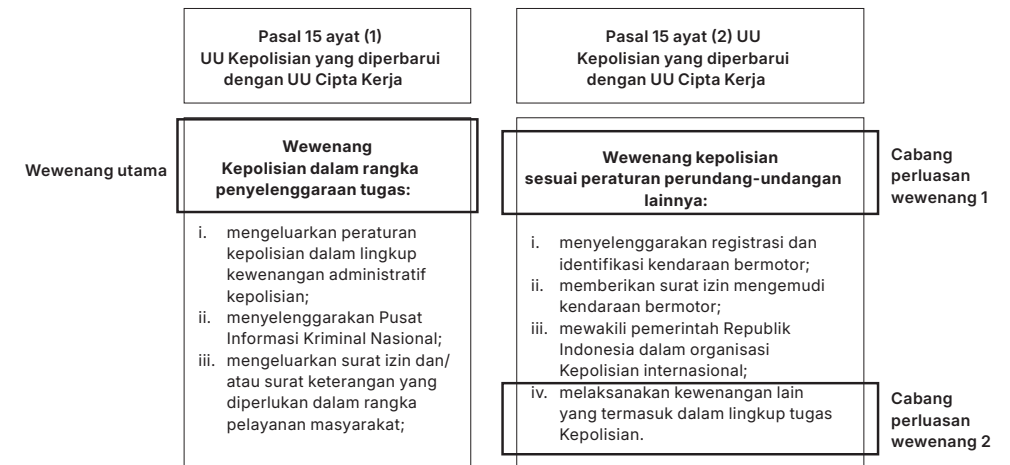 Pasal 15 ayat (1)
UU Kepolisian yang diperbarui
dengan UU Cipta Kerja
Pasal 15 ayat (2) UU
Kepolisian yang diperbarui
dengan UU Cipta Kerja
Wewenang utama
Wewenang
Kepolisian dalam rangka
penyelenggaraan tugas:
i. mengeluarkan peraturan
kepolisian dalam lingkup
kewenangan administratif
kepolisian;
ii. menyelenggarakan Pusat
Informasi Kriminal Nasional;
iii. mengeluarkan surat izin dan/
atau surat keterangan yang
diperlukan dalam rangka
pelayanan masyarakat;
Wewenang kepolisian
sesuai peraturan perundang-undangan
lainnya:
Cabang
perluasan
wewenang 1
i. menyelenggarakan registrasi dan
identifikasi kendaraan bermotor;
ii. memberikan surat izin mengemudi
kendaraan bermotor;
iii. mewakili pemerintah Republik
Indonesia dalam organisasi
Kepolisian internasional;
iv. melaksanakan kewenangan lain
yang termasuk dalam lingkup tugas
Kepolisian.
Cabang
perluasan
wewenang 2